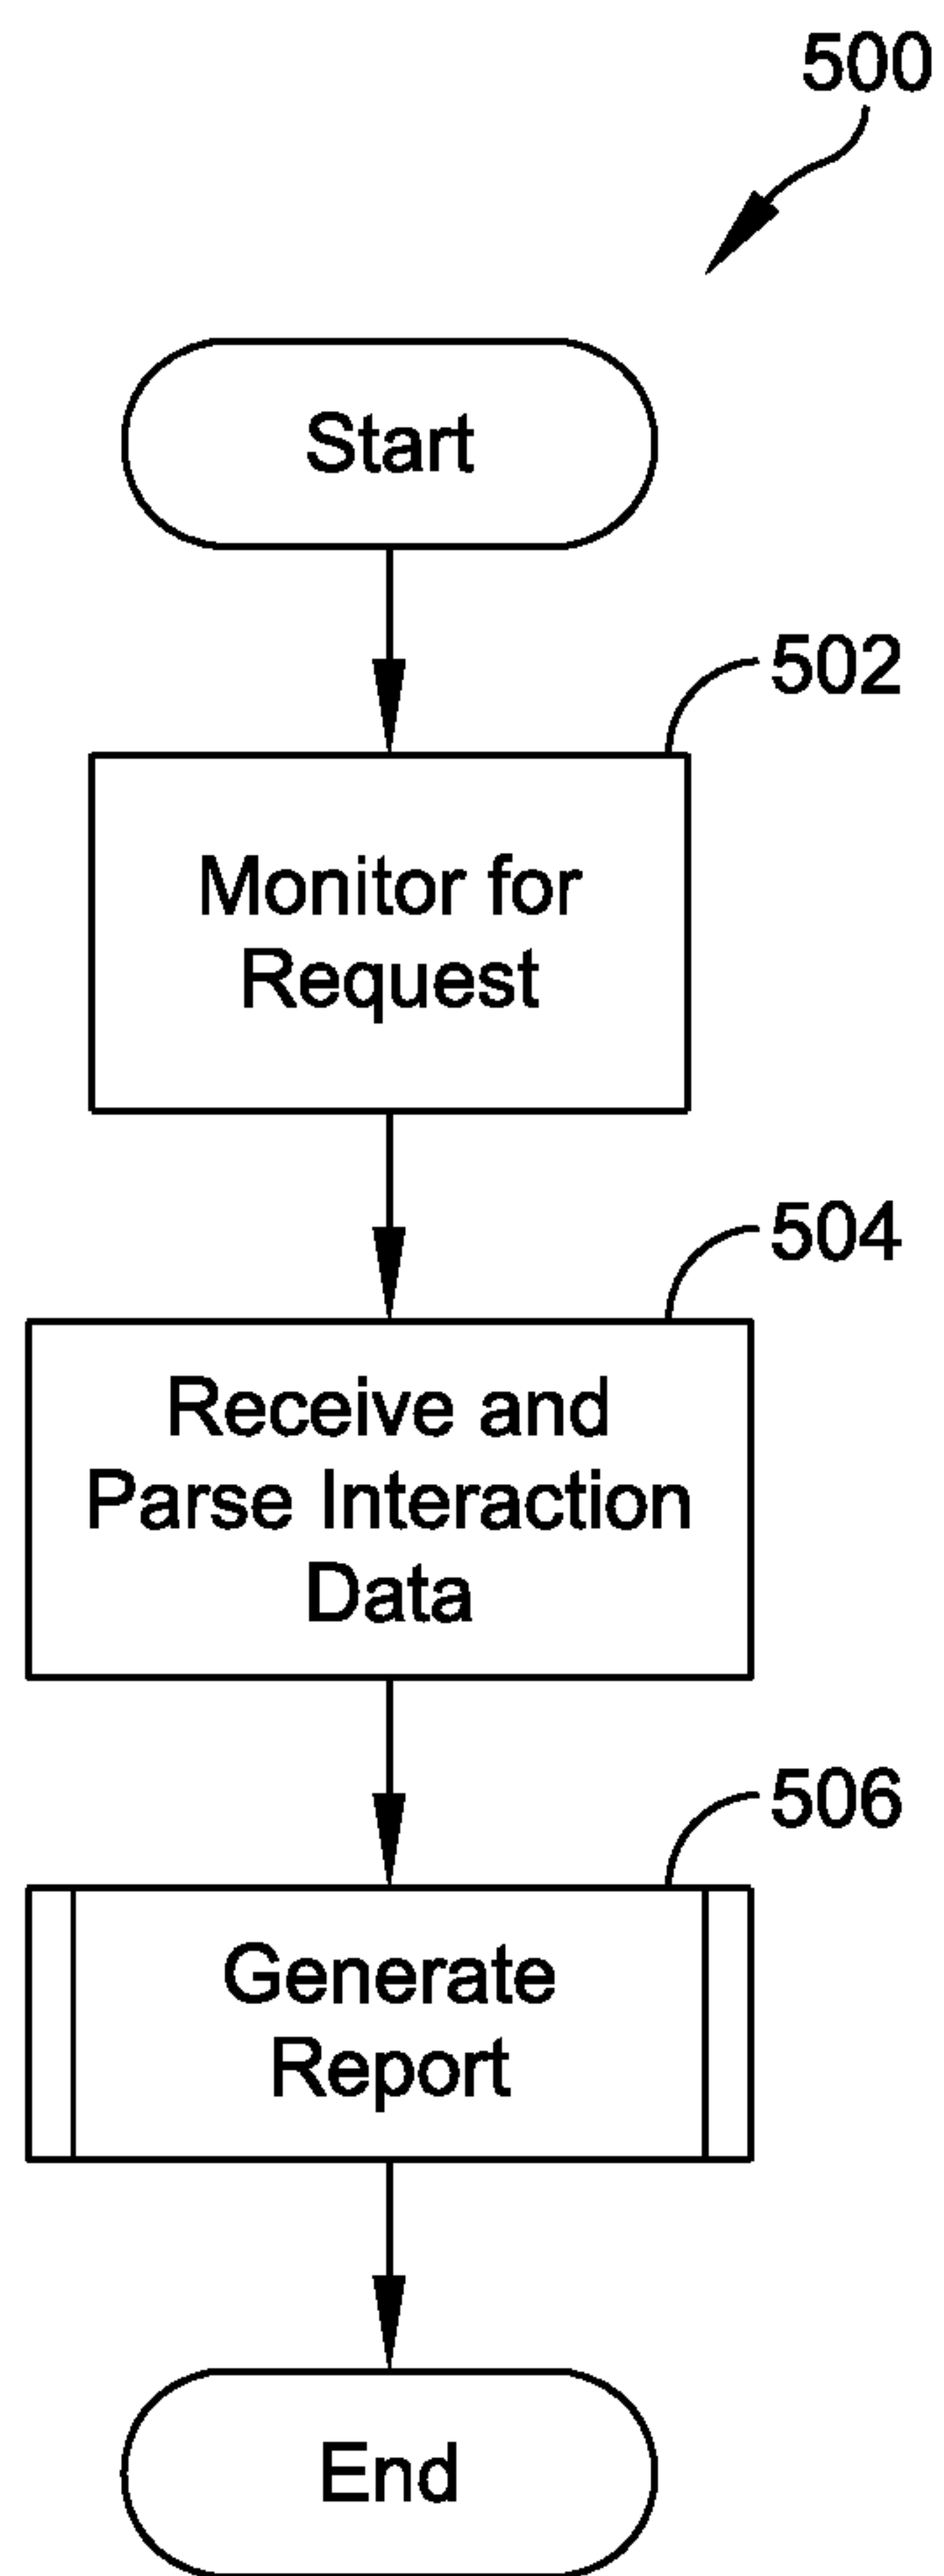 500
Start
502
Monitor for
Request
504
Receive and
Parse Interaction
Data
506
Generate
Report
End